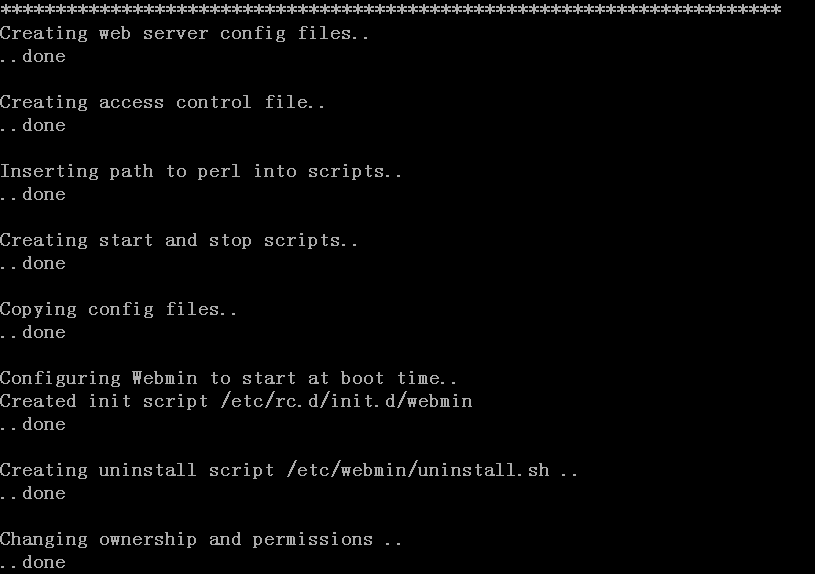 ***********************************************************************
Creating web server config files..
..done
Creating access control file..
..done
Inserting path to perl into scripts..
..done
Creating start and stop scripts..
..done
Copying config files..
..done
Configuring Webmin to start at boot time..
Created init script /etc/rc.d/init.d/webmin
..done
Creating uninstall script /etc/webmin/uninstall.sh ..
..done
Changing ownership and permissions ..
..done